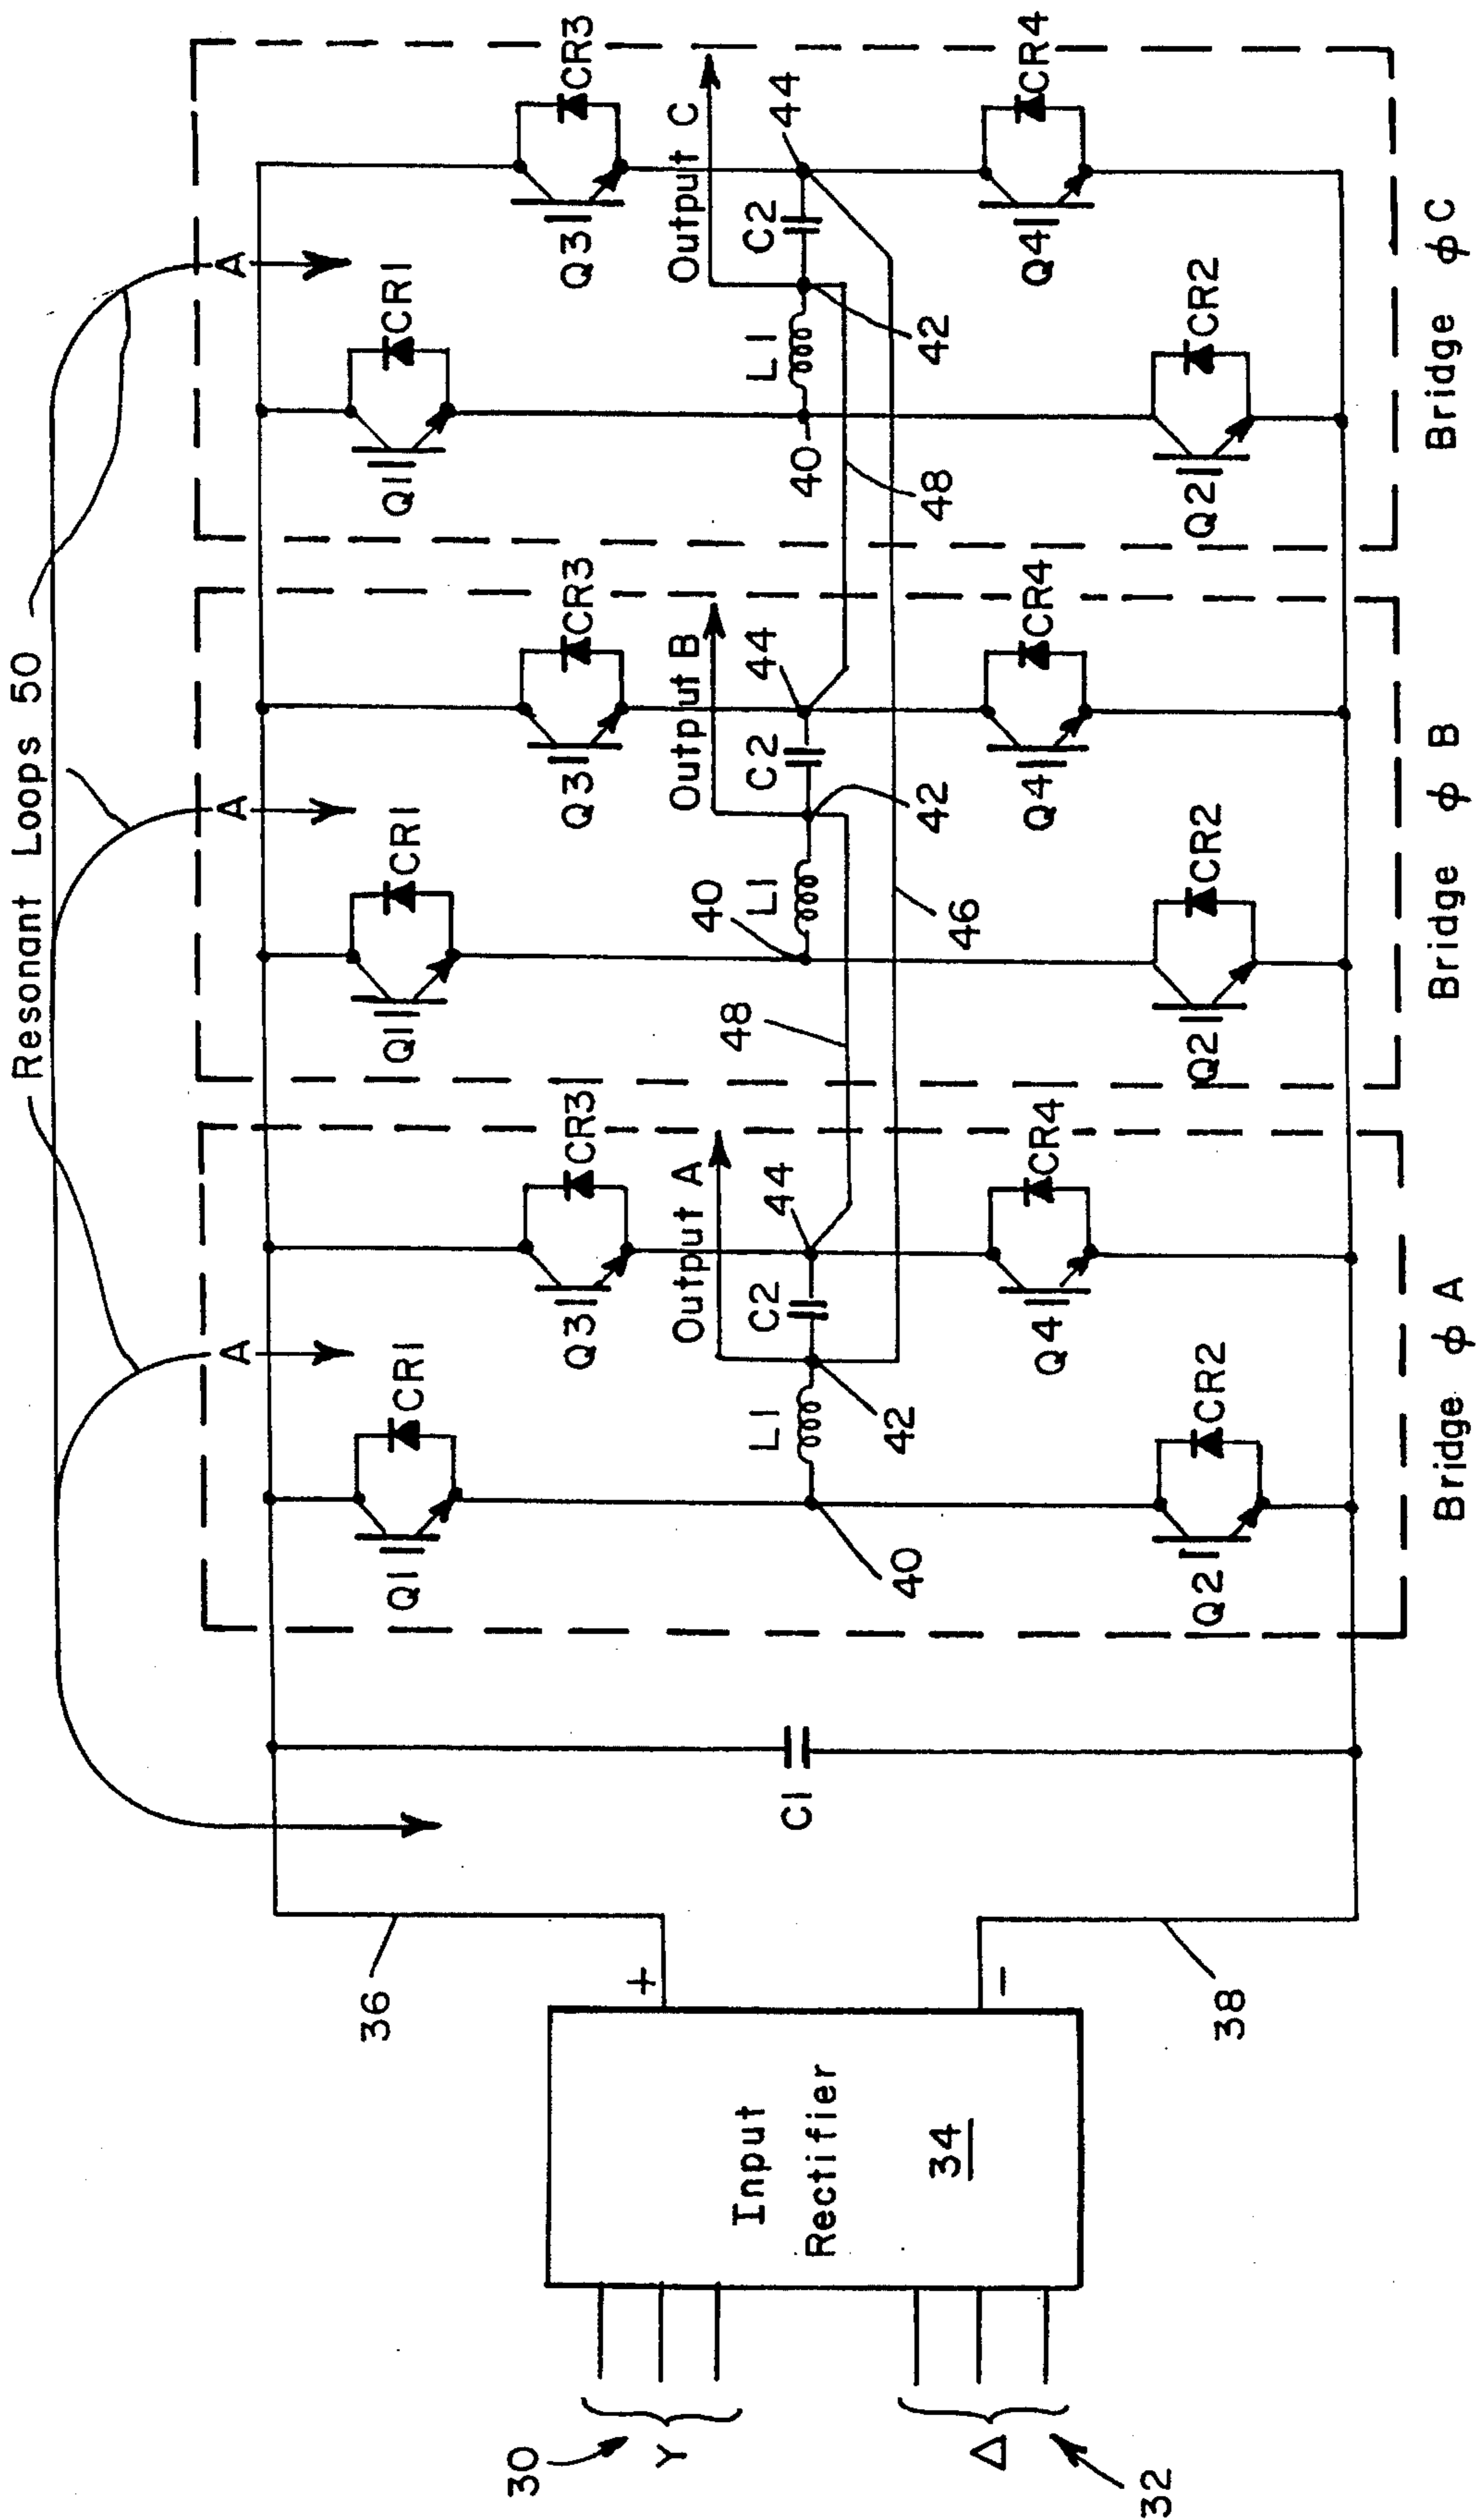 Resonant Loops 50
A
A
A
36
38
30
Y
32
Δ
Input
Rectifier
34
+
−
C1
Q1
CR1
Q3
CR3
Output A
L1
C2
40
42
44
Q2
CR2
Q4
CR4
Bridge ϕ A
48
46
Q1
CR1
Q3
CR3
Output B
L1
C2
40
42
44
Q2
CR2
Q4
CR4
Bridge ϕ B
48
Q1
CR1
Q3
CR3
Output C
L1
C2
40
42
44
Q2
CR2
Q4
CR4
Bridge ϕ C